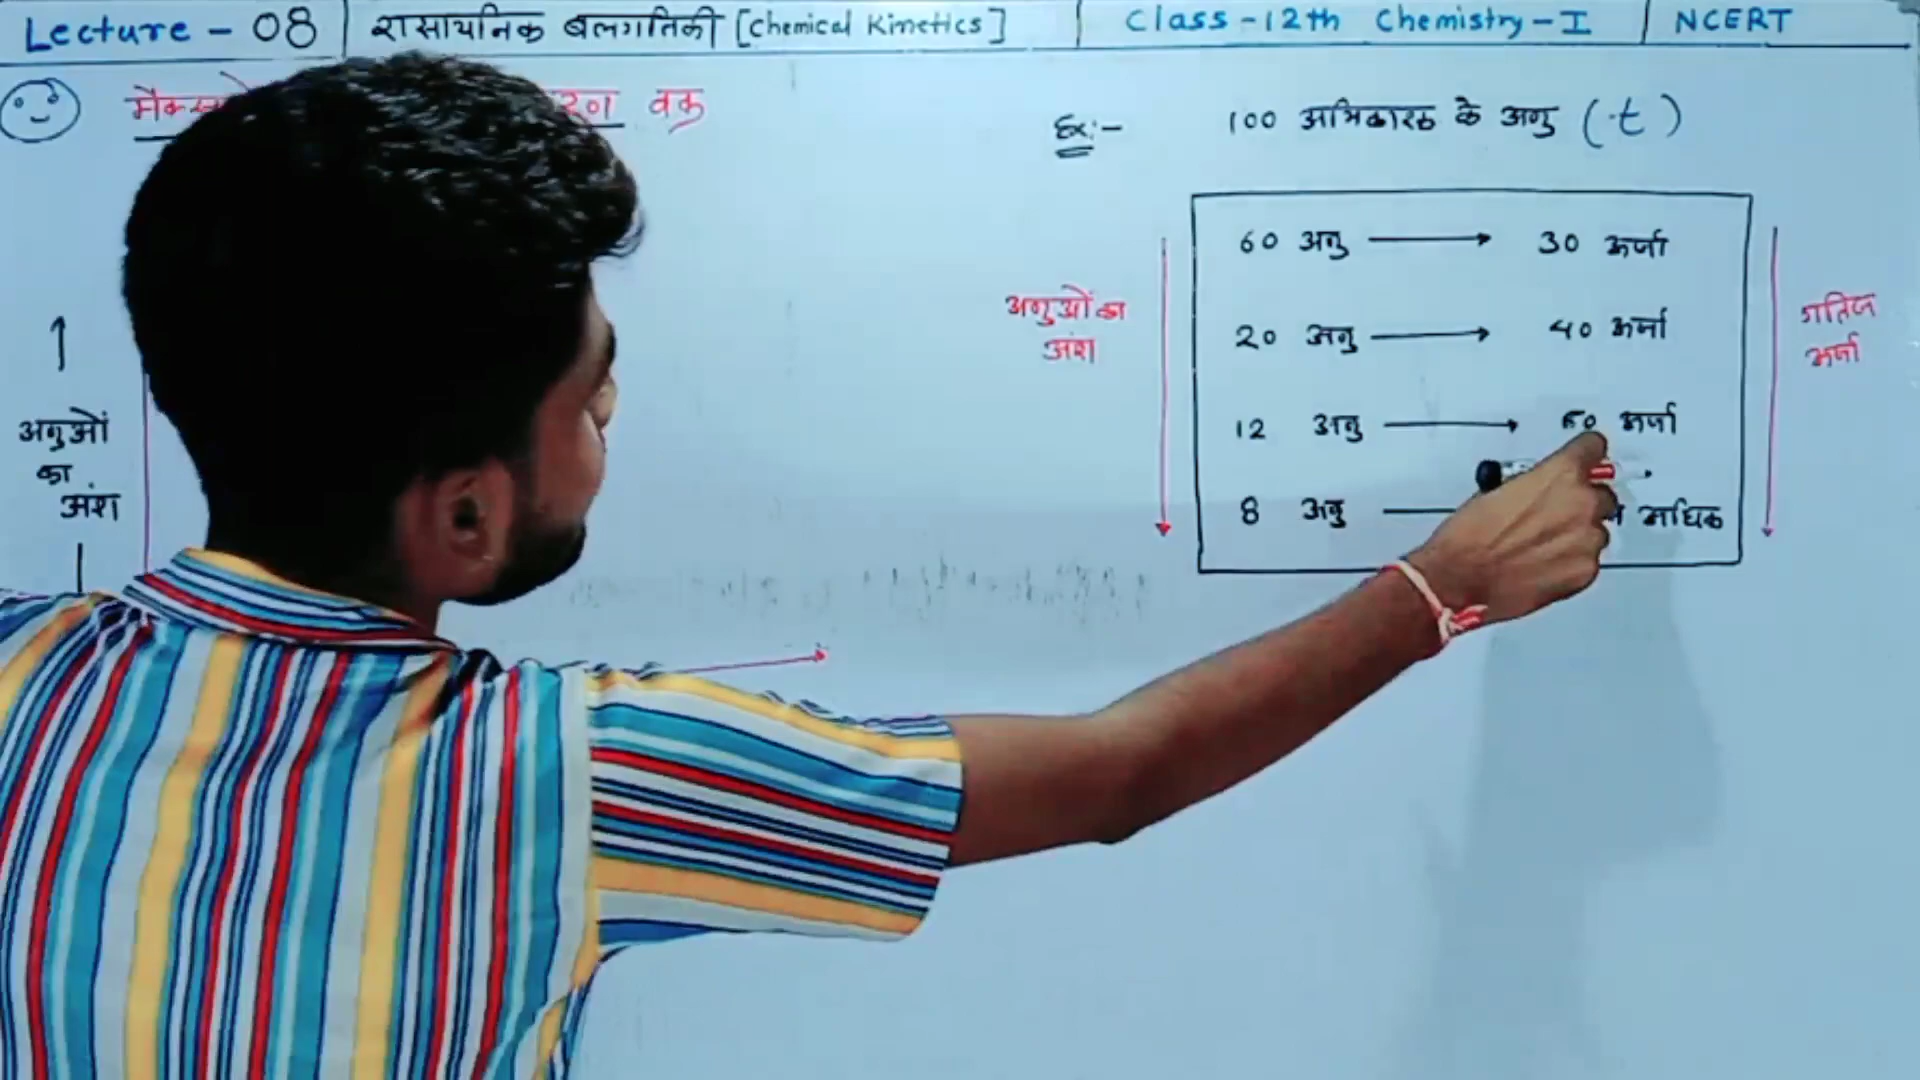 Lecture - 08
रासायनिक बलगतिकी [Chemical Kinetics]
Class - 12th Chemistry - I
NCERT
वक्र
Ex:- 100 अभिकारक के अणु (t)
60 अणु → 30 ऊर्जा
20 अणु → 40 ऊर्जा
12 अणु → ऊर्जा
8 अणु अधिक
अणुओं का
अंश
गतिज
ऊर्जा
अणुओं
का
अंश